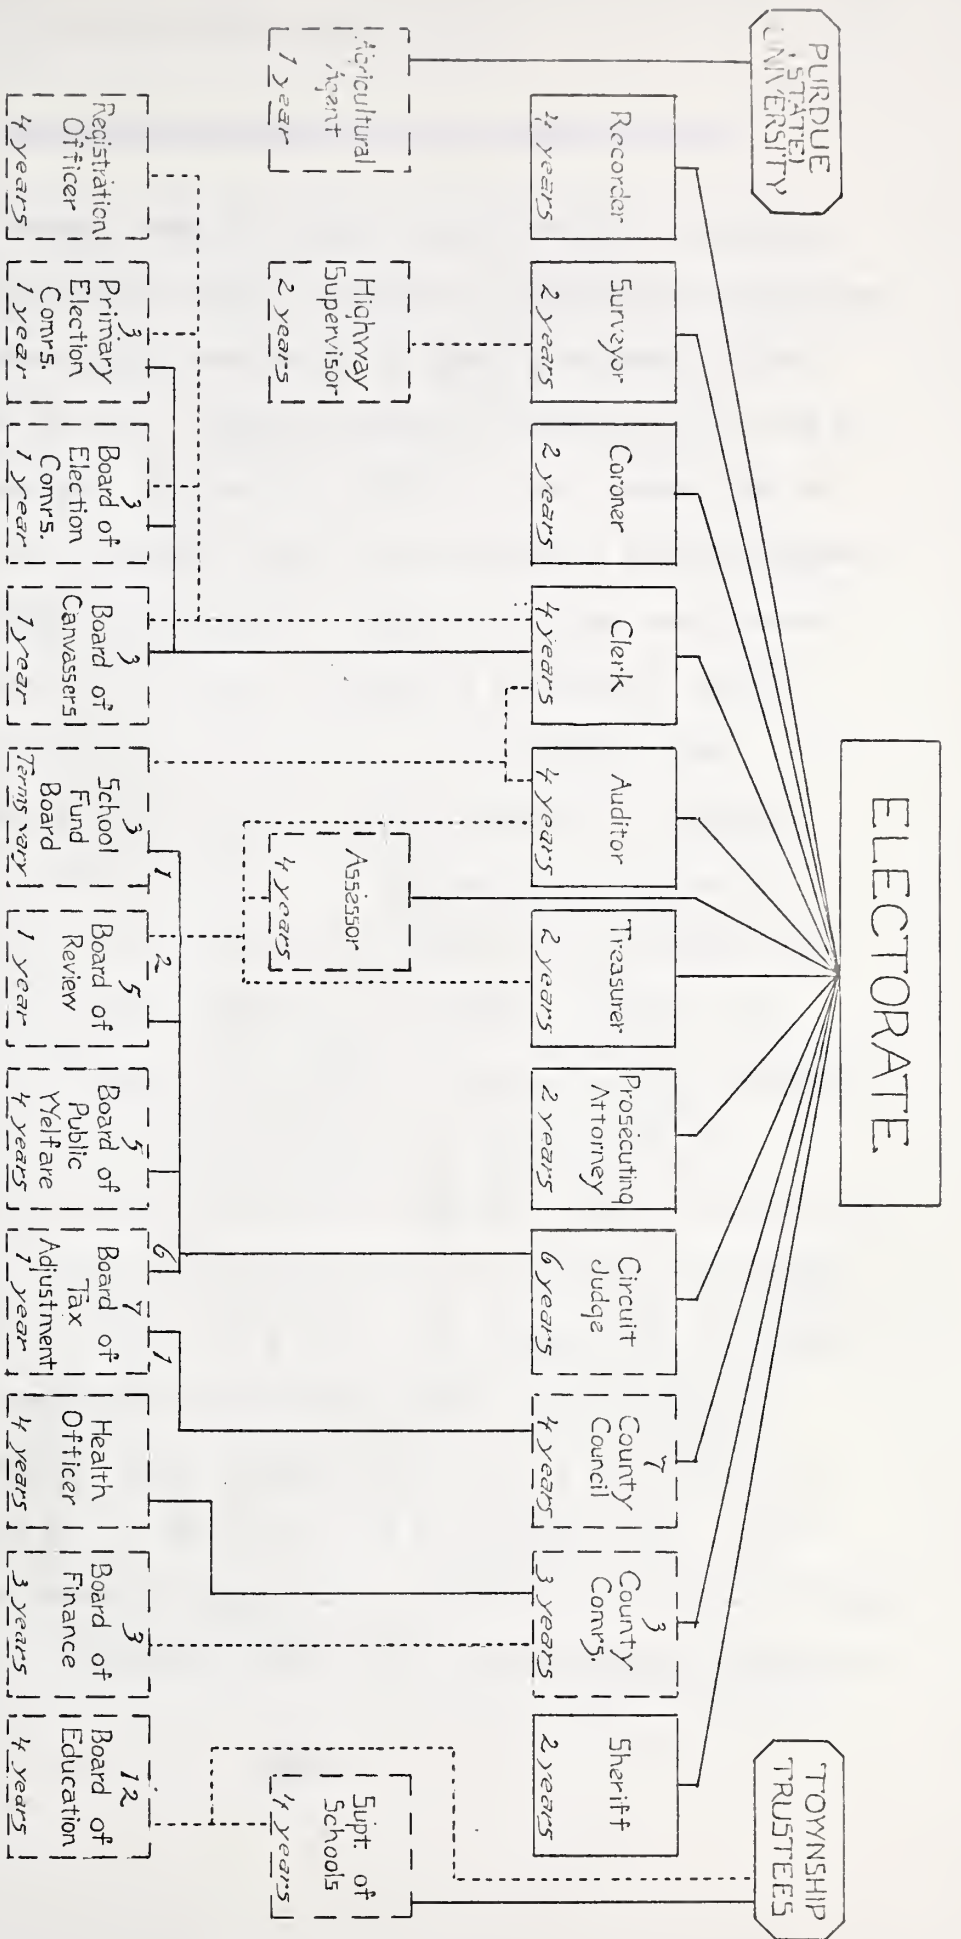 ELECTORATE
PURDUE
(STATE)
UNIVERSITY
TOWNSHIP
TRUSTEES
Recorder
4 years
Surveyor
2 years
Coroner
2 years
Clerk
4 years
Auditor
4 years
Treasurer
2 years
Prosecuting
Attorney
2 years
Circuit
Judge
6 years
7
County
Council
4 years
3
County
Comrs.
3 years
Sheriff
2 years
Agricultural
Agent
1 year
Highway
Supervisor
2 years
Assessor
4 years
Supt of
Schools
4 years
Registration
Officer
4 years
3
Primary
Election
Comrs.
1 year
3
Board of
Election
Comrs.
1 year
3
Board of
Canvassers
1 year
1
3
School
Fund
Board
Terms vary
2
5
Board of
Review
1 year
5
Board of
Public
Welfare
4 years
6
1
7
Board of
Tax
Adjustment
1 year
Health
Officer
4 years
3
Board of
Finance
3 years
12
Board of
Education
4 years